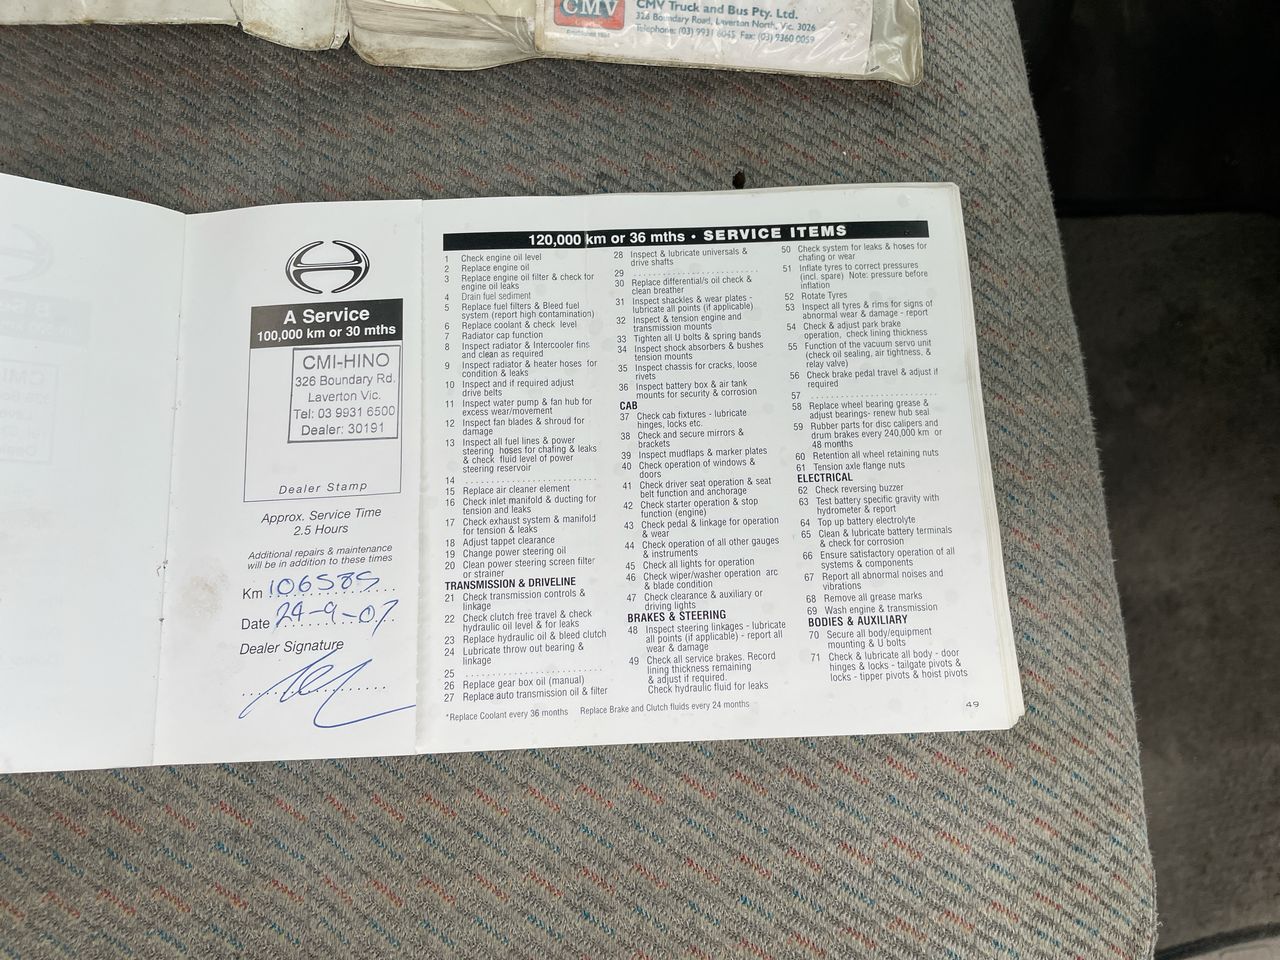 CMV
Established 1984
CMV Truck and Bus Pty. Ltd.
326 Boundary Road, Laverton North, Vic. 3026
Telephone: (03) 9931 6045 Fax: (03) 9360 0059
A Service
100,000 km or 30 mths
CMI-HINO
326 Boundary Rd.
Laverton Vic.
Tel: 03 9931 6500
Dealer: 30191
Dealer Stamp
Approx. Service Time
2.5 Hours
Additional repairs & maintenance
will be in addition to these times
Km 106585
Date 24-9-07
Dealer Signature
120,000 km or 36 mths • SERVICE ITEMS
1 Check engine oil level
2 Replace engine oil
3 Replace engine oil filter & check for
engine oil leaks
4 Drain fuel sediment
5 Replace fuel filters & Bleed fuel
system (report high contamination)
6 Replace coolant & check level
7 Radiator cap function
8 Inspect radiator & Intercooler fins
and clean as required
9 Inspect radiator & heater hoses for
condition & leaks
10 Inspect and if required adjust
drive belts
11 Inspect water pump & fan hub for
excess wear/movement
12 Inspect fan blades & shroud for
damage
13 Inspect all fuel lines & power
steering hoses for chafing & leaks
& check fluid level of power
steering reservoir
14
15 Replace air cleaner element
16 Check inlet manifold & ducting for
tension and leaks
17 Check exhaust system & manifold
for tension & leaks
18 Adjust tappet clearance
19 Change power steering oil
20 Clean power steering screen filter
or strainer
TRANSMISSION & DRIVELINE
21 Check transmission controls &
linkage
22 Check clutch free travel & check
hydraulic oil level & for leaks
23 Replace hydraulic oil & bleed clutch
24 Lubricate throw out bearing &
linkage
25
26 Replace gear box oil (manual)
27 Replace auto transmission oil & filter
28 Inspect & lubricate universals &
drive shafts
29
30 Replace differential/s oil check &
clean breather
31 Inspect shackles & wear plates -
lubricate all points (if applicable)
32 Inspect & tension engine and
transmission mounts
33 Tighten all U bolts & spring bands
34 Inspect shock absorbers & bushes
tension mounts
35 Inspect chassis for cracks, loose
rivets
36 Inspect battery box & air tank
mounts for security & corrosion
CAB
37 Check cab fixtures - lubricate
hinges, locks etc.
38 Check and secure mirrors &
brackets
39 Inspect mudflaps & marker plates
40 Check operation of windows &
doors
41 Check driver seat operation & seat
belt function and anchorage
42 Check starter operation & stop
function (engine)
43 Check pedal & linkage for operation
& wear
44 Check operation of all other gauges
& instruments
45 Check all lights for operation
46 Check wiper/washer operation arc
& blade condition
47 Check clearance & auxiliary or
driving lights
BRAKES & STEERING
48 Inspect steering linkages - lubricate
all points (if applicable) - report all
wear & damage
49 Check all service brakes. Record
lining thickness remaining
& adjust if required.
Check hydraulic fluid for leaks
50 Check system for leaks & hoses for
chafing or wear
51 Inflate tyres to correct pressures
(incl. spare) Note: pressure before
inflation
52 Rotate Tyres
53 Inspect all tyres & rims for signs of
abnormal wear & damage - report
54 Check & adjust park brake
operation, check lining thickness
55 Function of the vacuum servo unit
(check oil sealing, air tightness, &
relay valve)
56 Check brake pedal travel & adjust if
required
57
58 Replace wheel bearing grease &
adjust bearings- renew hub seal
59 Rubber parts for disc calipers and
drum brakes every 240,000 km or
48 months
60 Retention all wheel retaining nuts
61 Tension axle flange nuts
ELECTRICAL
62 Check reversing buzzer
63 Test battery specific gravity with
hydrometer & report
64 Top up battery electrolyte
65 Clean & lubricate battery terminals
& check for corrosion
66 Ensure satisfactory operation of all
systems & components
67 Report all abnormal noises and
vibrations
68 Remove all grease marks
69 Wash engine & transmission
BODIES & AUXILIARY
70 Secure all body/equipment
mounting & U bolts
71 Check & lubricate all body - door
hinges & locks - tailgate pivots &
locks - tipper pivots & hoist pivots
*Replace Coolant every 36 months Replace Brake and Clutch fluids every 24 months
49